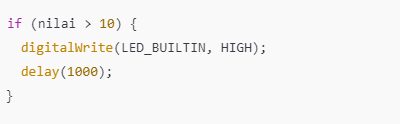 if (nilai > 10) {
  digitalWrite(LED_BUILTIN, HIGH);
  delay(1000);
}